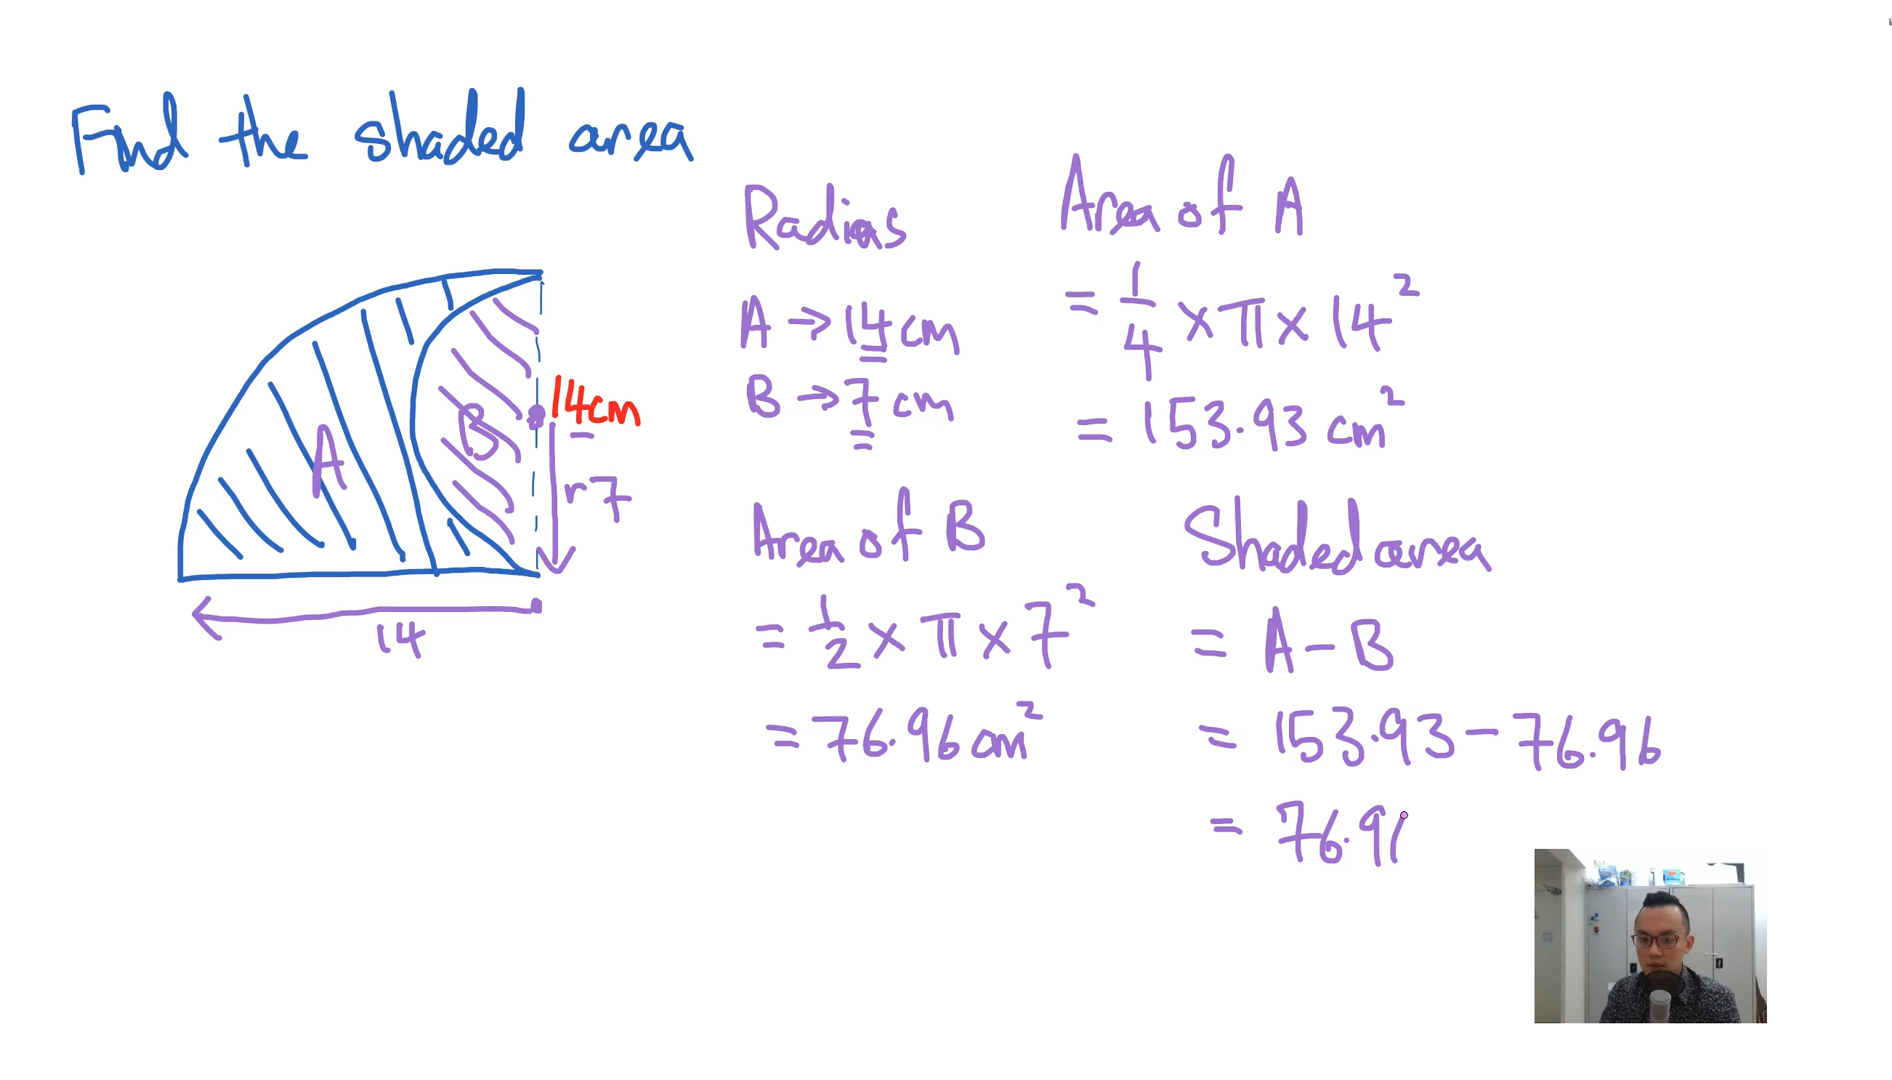 Find the shaded area
A
B
14cm
r7
14
Radius
A → 14 cm
B → 7 cm
Area of A
= 1/4 × π × 14²
= 153.93 cm²
Area of B
= 1/2 × π × 7²
= 76.96 cm²
Shaded area
= A − B
= 153.93 − 76.96
= 76.9